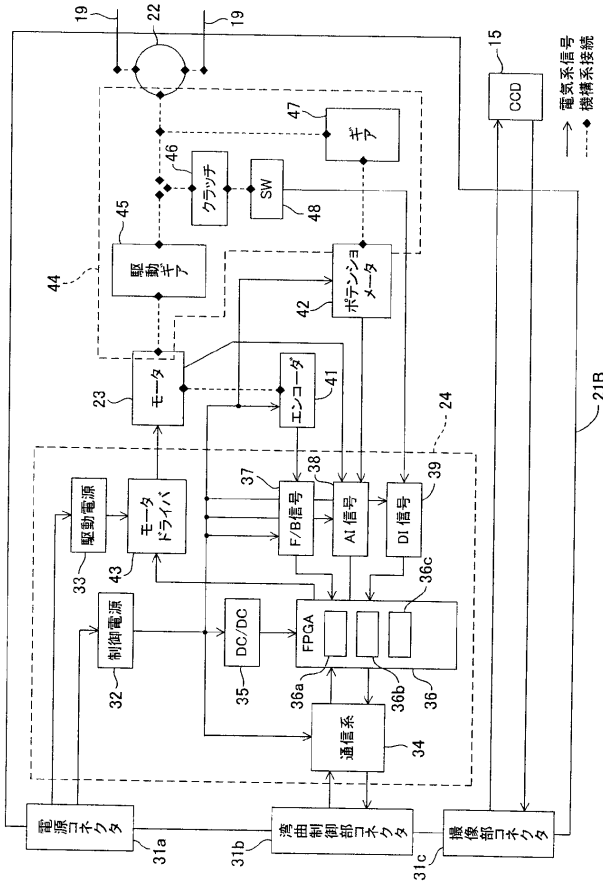 19
22
19
15
CCD
電気系信号
機構系接続
47
ギア
46
クラッチ
SW
48
45
駆動
ギア
44
ポテンショ
メータ
42
23
モータ
エンコーダ
41
24
21B
33
駆動電源
モータ
ドライバ
43
37
F/B信号
38
AI信号
DI信号
39
制御電源
32
DC/DC
35
FPGA
36a
36b
36c
36
通信系
34
電源
コネクタ
31a
湾曲制御部
コネクタ
31b
撮像部
コネクタ
31c